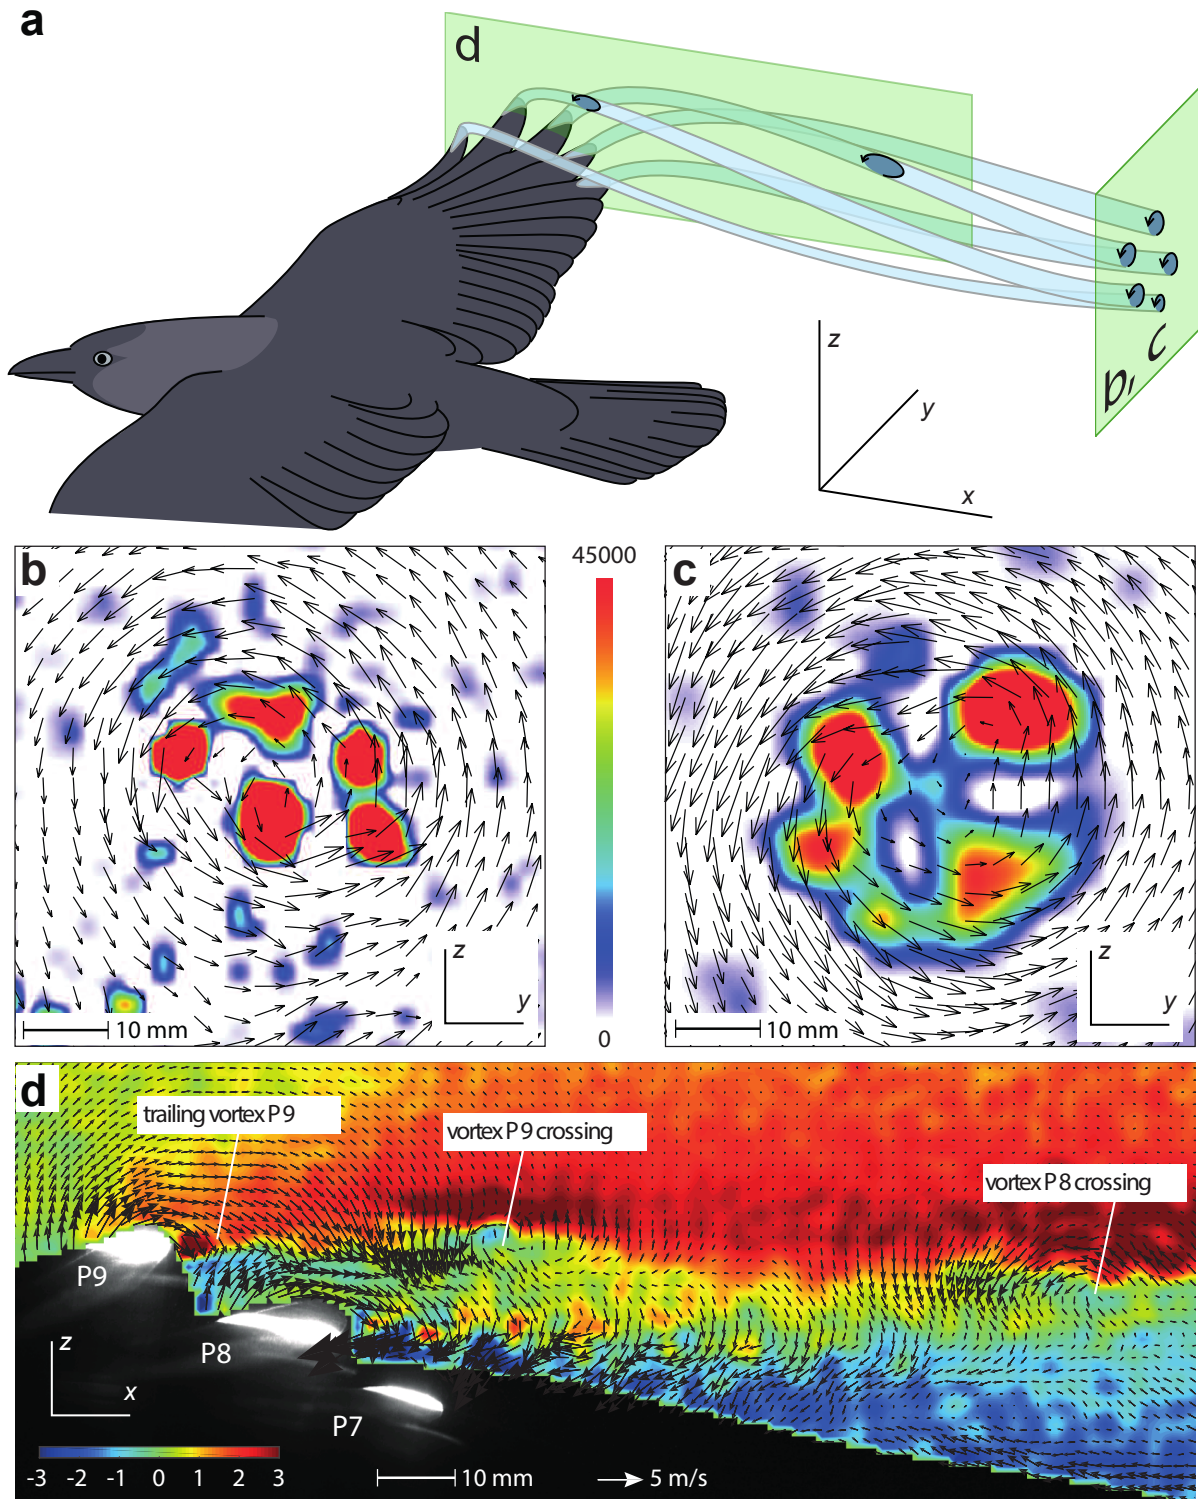 a
d
z
y
x
b, c
b
45000
c
z
y
10 mm
0
z
y
10 mm
d
trailing vortex P9
vortex P9 crossing
vortex P8 crossing
P9
P8
P7
z
x
-3 -2 -1 0 1 2 3
10 mm
5 m/s